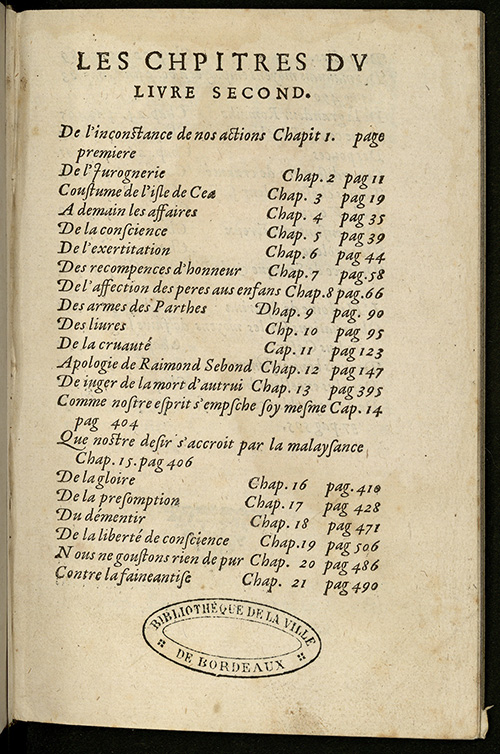 LES CHPITRES DV
LIVRE SECOND.
De l'inconſtance de nos actions Chapit 1. page
premiere
De l'Jurognerie Chap. 2 pag 11
Couſtume de l'iſle de Cea Chap. 3 pag 19
A demain les affaires Chap. 4 pag 35
De la conſcience Chap. 5 pag 39
De l'exertitation Chap. 6 pag 44
Des recompences d'honneur Chap. 7 pag. 58
De l'affection des peres aus enfans Chap. 8 pag. 66
Des armes des Parthes Dhap. 9 pag. 90
Des liures Chp. 10 pag 95
De la cruauté Cap. 11 pag 123
Apologie de Raimond Sebond Chap. 12 pag 147
De iuger de la mort d'autrui Chap. 13 pag 395
Comme noſtre eſprit s'empſche ſoy meſme Cap. 14
pag 404
Que noſtre deſir s'accroit par la malayſance
Chap. 15. pag 406
De la gloire Chap. 16 pag. 410
De la preſomption Chap. 17 pag 428
Du démentir Chap. 18 pag 471
De la liberté de conſcience Chap. 19 pag 506
Nous ne gouſtons rien de pur Chap. 20 pag 486
Contre la faineantiſe Chap. 21 pag 490
BIBLIOTHÈQUE DE LA VILLE
DE BORDEAUX